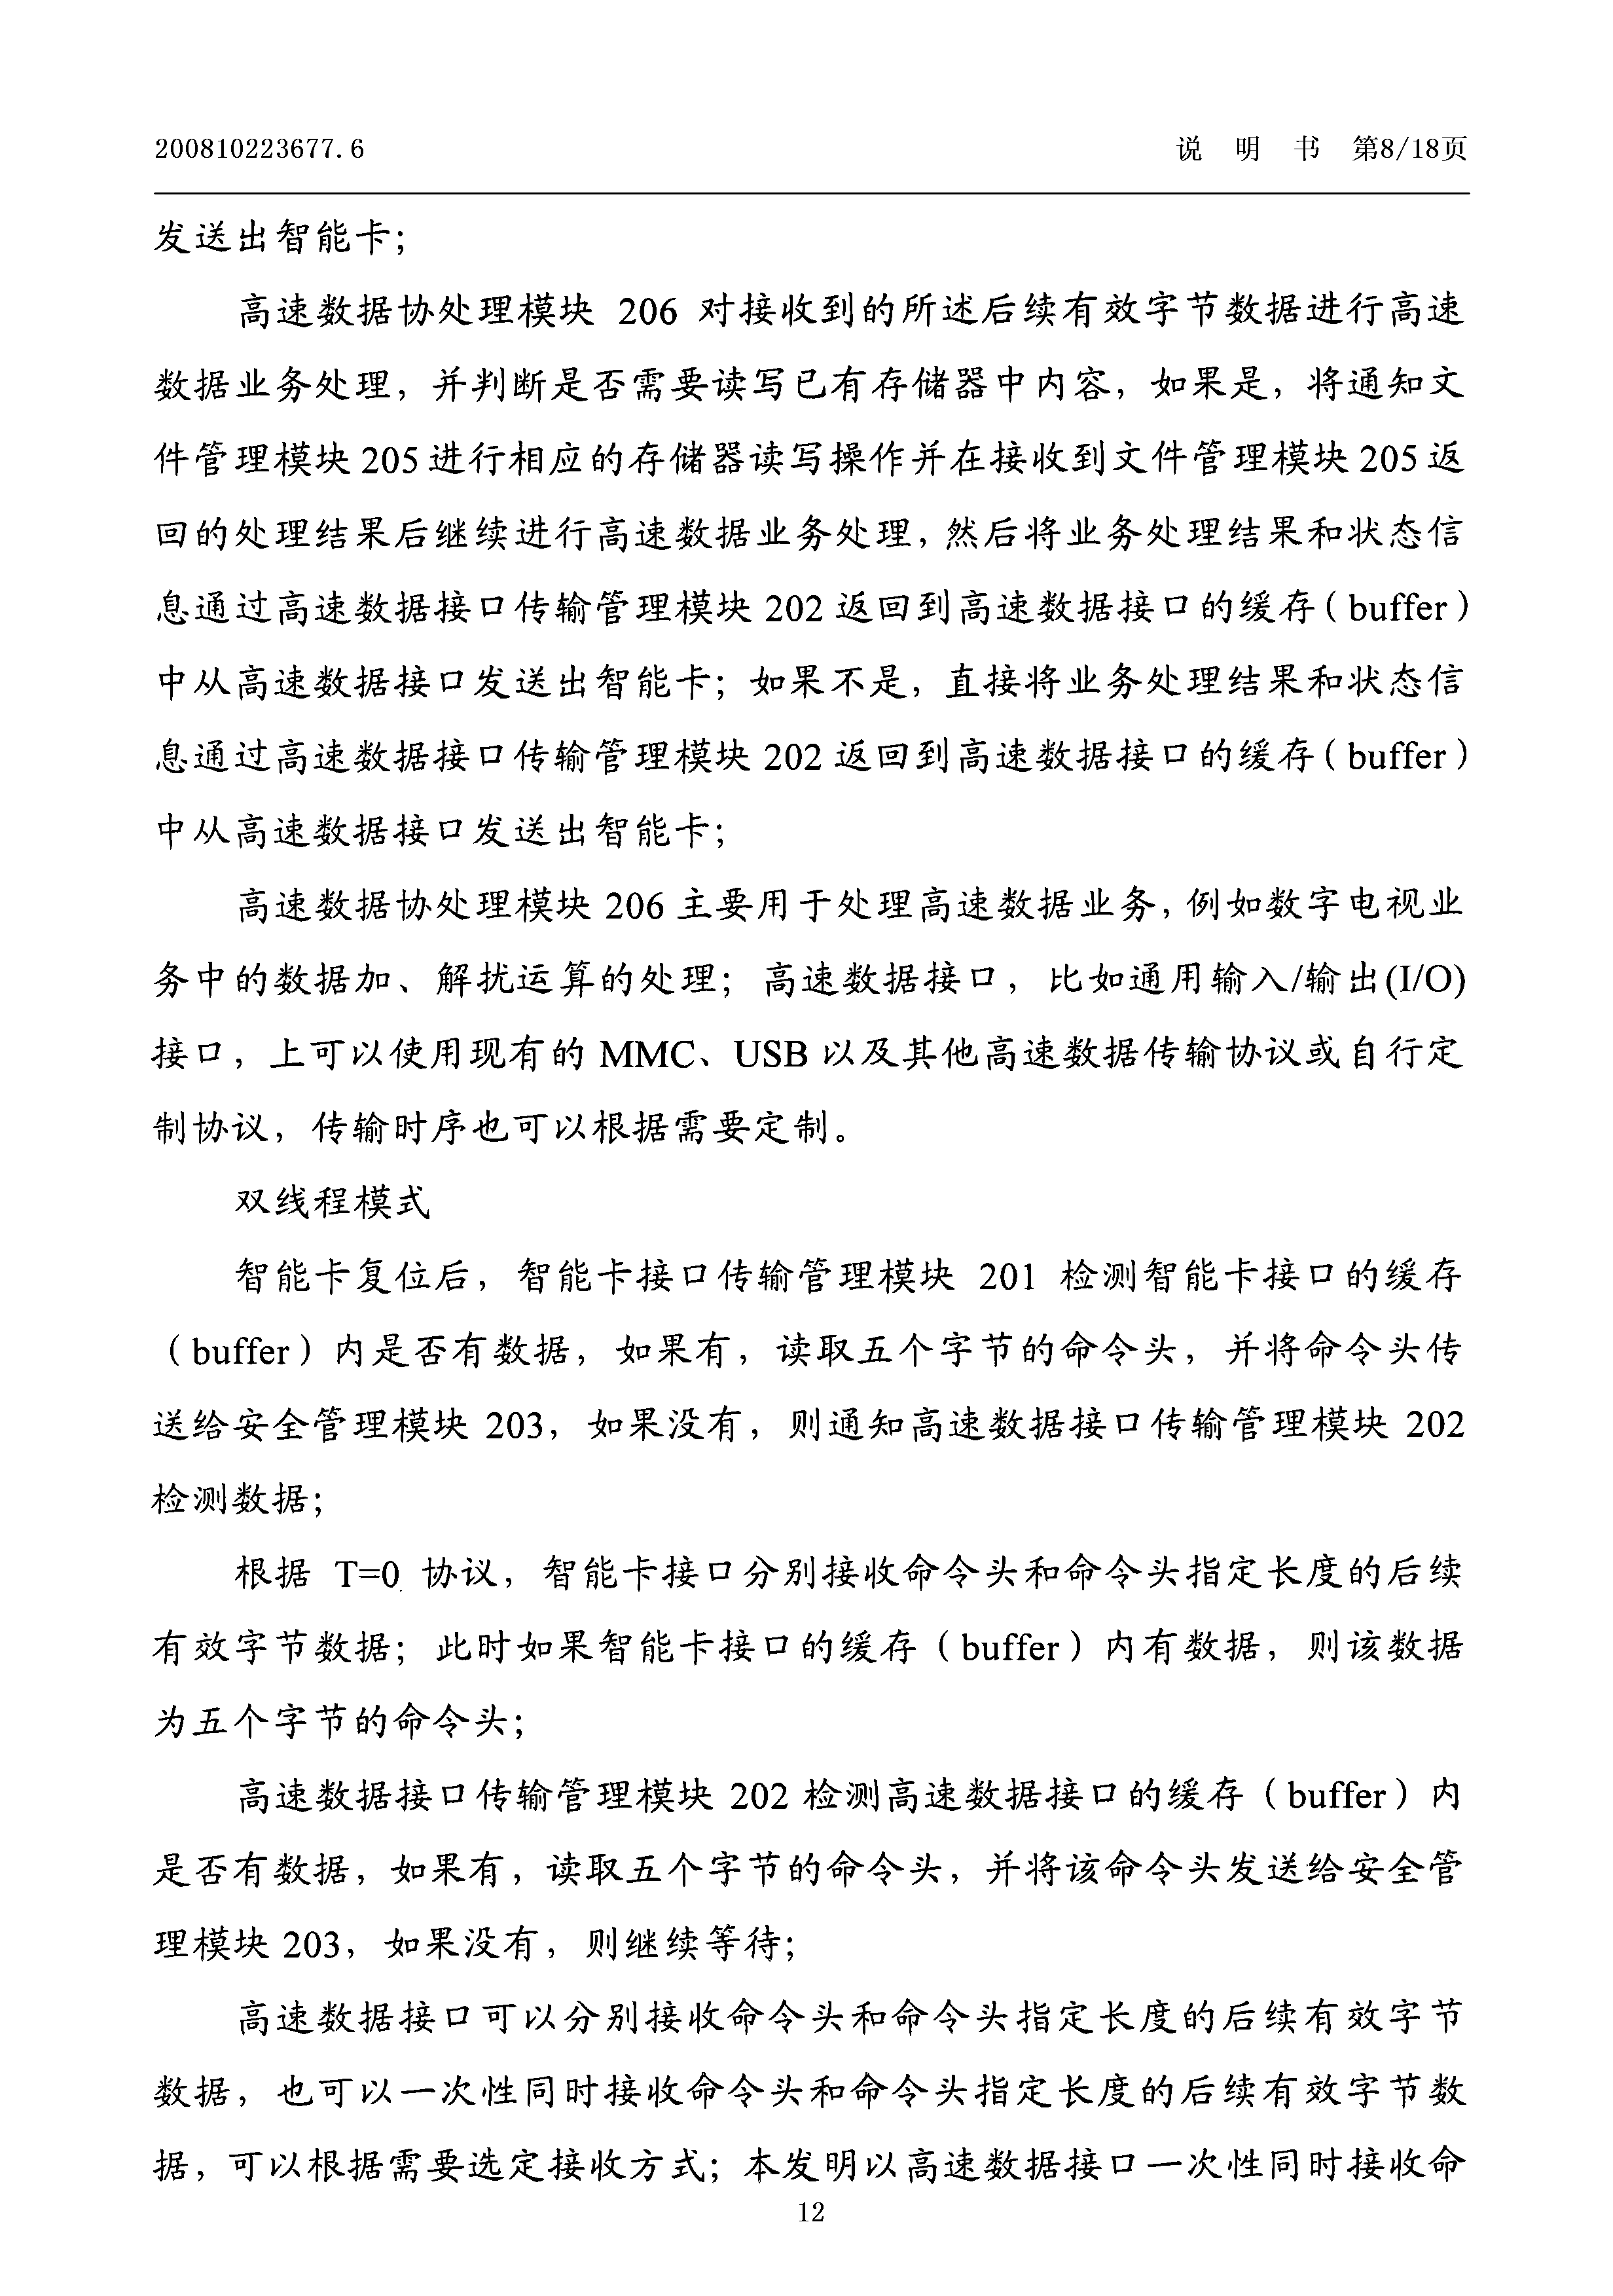 200810223677.6 说 明 书 第8/18页
发送出智能卡；
高速数据协处理模块 206 对接收到的所述后续有效字节数据进行高速
数据业务处理，并判断是否需要读写已有存储器中内容，如果是，将通知文
件管理模块 205 进行相应的存储器读写操作并在接收到文件管理模块 205 返
回的处理结果后继续进行高速数据业务处理，然后将业务处理结果和状态信
息通过高速数据接口传输管理模块 202 返回到高速数据接口的缓存（buffer）
中从高速数据接口发送出智能卡；如果不是，直接将业务处理结果和状态信
息通过高速数据接口传输管理模块 202 返回到高速数据接口的缓存（buffer）
中从高速数据接口发送出智能卡；
高速数据协处理模块 206 主要用于处理高速数据业务，例如数字电视业
务中的数据加、解扰运算的处理；高速数据接口，比如通用输入/输出(I/O)
接口，上可以使用现有的 MMC、USB 以及其他高速数据传输协议或自行定
制协议，传输时序也可以根据需要定制。
双线程模式
智能卡复位后，智能卡接口传输管理模块 201 检测智能卡接口的缓存
（buffer）内是否有数据，如果有，读取五个字节的命令头，并将命令头传
送给安全管理模块 203，如果没有，则通知高速数据接口传输管理模块 202
检测数据；
根据 T=0 协议，智能卡接口分别接收命令头和命令头指定长度的后续
有效字节数据；此时如果智能卡接口的缓存（buffer）内有数据，则该数据
为五个字节的命令头；
高速数据接口传输管理模块 202 检测高速数据接口的缓存（buffer）内
是否有数据，如果有，读取五个字节的命令头，并将该命令头发送给安全管
理模块 203，如果没有，则继续等待；
高速数据接口可以分别接收命令头和命令头指定长度的后续有效字节
数据，也可以一次性同时接收命令头和命令头指定长度的后续有效字节数
据，可以根据需要选定接收方式；本发明以高速数据接口一次性同时接收命
12